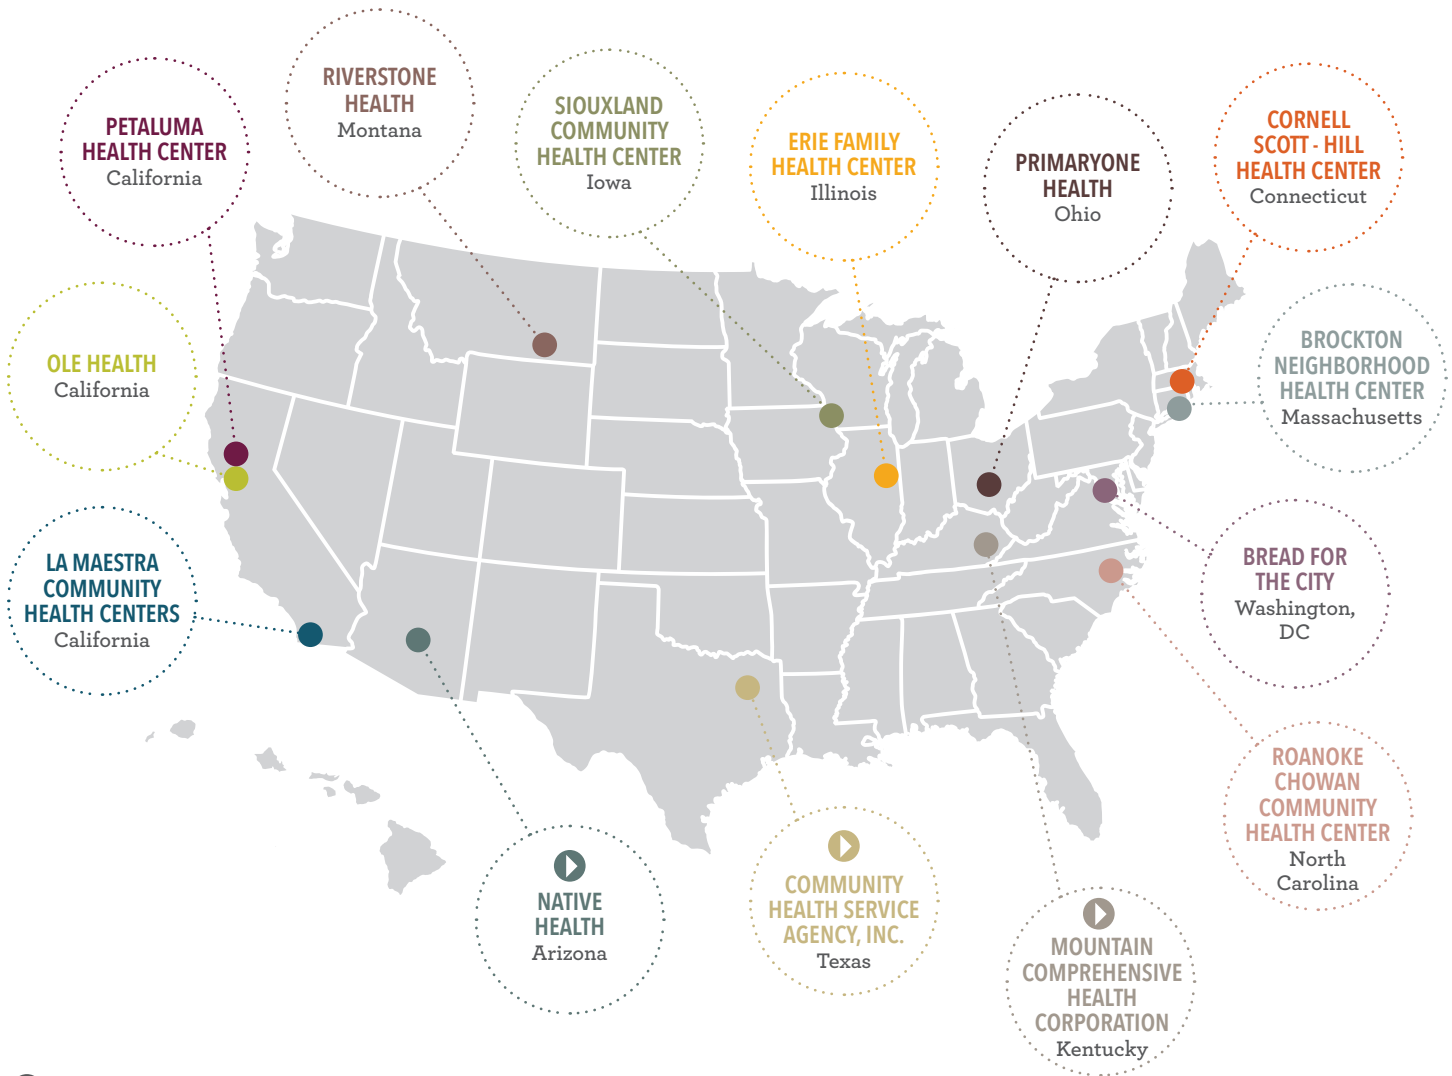 PETALUMA
HEALTH CENTER
California
RIVERSTONE
HEALTH
Montana
SIOUXLAND
COMMUNITY
HEALTH CENTER
Iowa
ERIE FAMILY
HEALTH CENTER
Illinois
PRIMARYONE
HEALTH
Ohio
CORNELL
SCOTT - HILL
HEALTH CENTER
Connecticut
OLE HEALTH
California
BROCKTON
NEIGHBORHOOD
HEALTH CENTER
Massachusetts
LA MAESTRA
COMMUNITY
HEALTH CENTERS
California
BREAD FOR
THE CITY
Washington,
DC
ROANOKE
CHOWAN
COMMUNITY
HEALTH CENTER
North
Carolina
NATIVE
HEALTH
Arizona
COMMUNITY
HEALTH SERVICE
AGENCY, INC.
Texas
MOUNTAIN
COMPREHENSIVE
HEALTH
CORPORATION
Kentucky